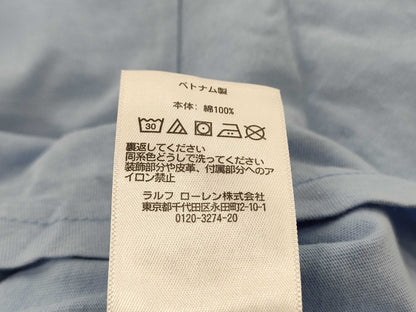 ベトナム製
本体: 綿100%
30
裏返してください
同系色どうしで洗ってください
装飾部分や皮革、付属部分へのア
イロン禁止
ラルフ ローレン株式会社
東京都千代田区永田町2-10-1
0120-3274-20